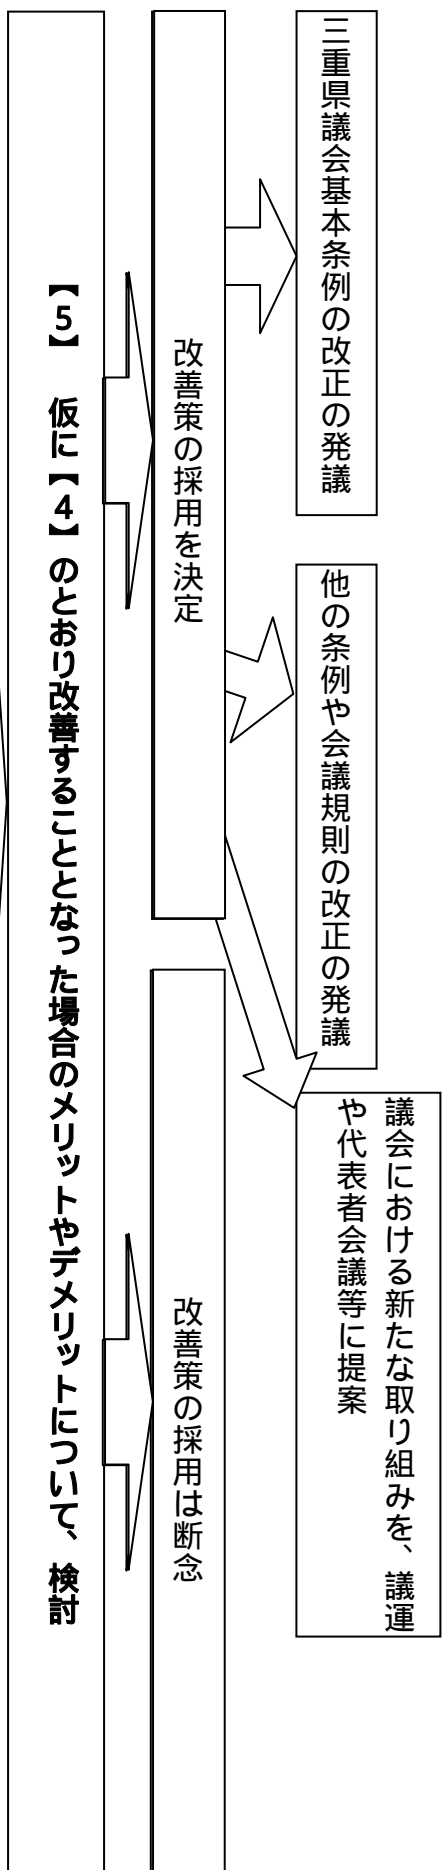 【５】　仮に【４】のとおり改善することとなった場合のメリットやデメリットについて、検討
改善策の採用を決定
改善策の採用は断念
三重県議会基本条例の改正の発議
他の条例や会議規則の改正の発議
議会における新たな取り組みを、議運
や代表者会議等に提案